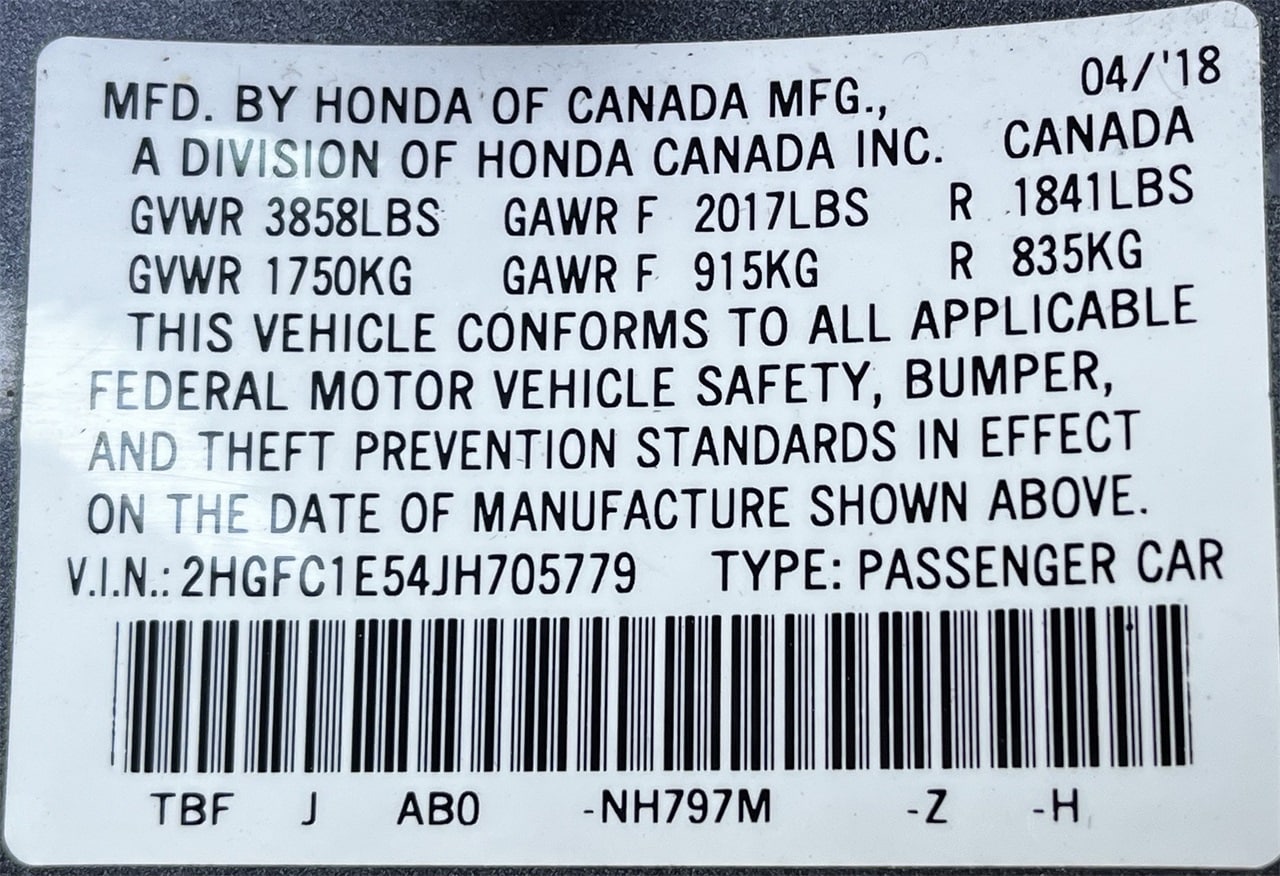 MFD. BY HONDA OF CANADA MFG., 04/'18
A DIVISION OF HONDA CANADA INC. CANADA
GVWR 3858LBS GAWR F 2017LBS R 1841LBS
GVWR 1750KG GAWR F 915KG R 835KG
THIS VEHICLE CONFORMS TO ALL APPLICABLE
FEDERAL MOTOR VEHICLE SAFETY, BUMPER,
AND THEFT PREVENTION STANDARDS IN EFFECT
ON THE DATE OF MANUFACTURE SHOWN ABOVE.
V.I.N.: 2HGFC1E54JH705779 TYPE: PASSENGER CAR
TBF J AB0 -NH797M -Z -H